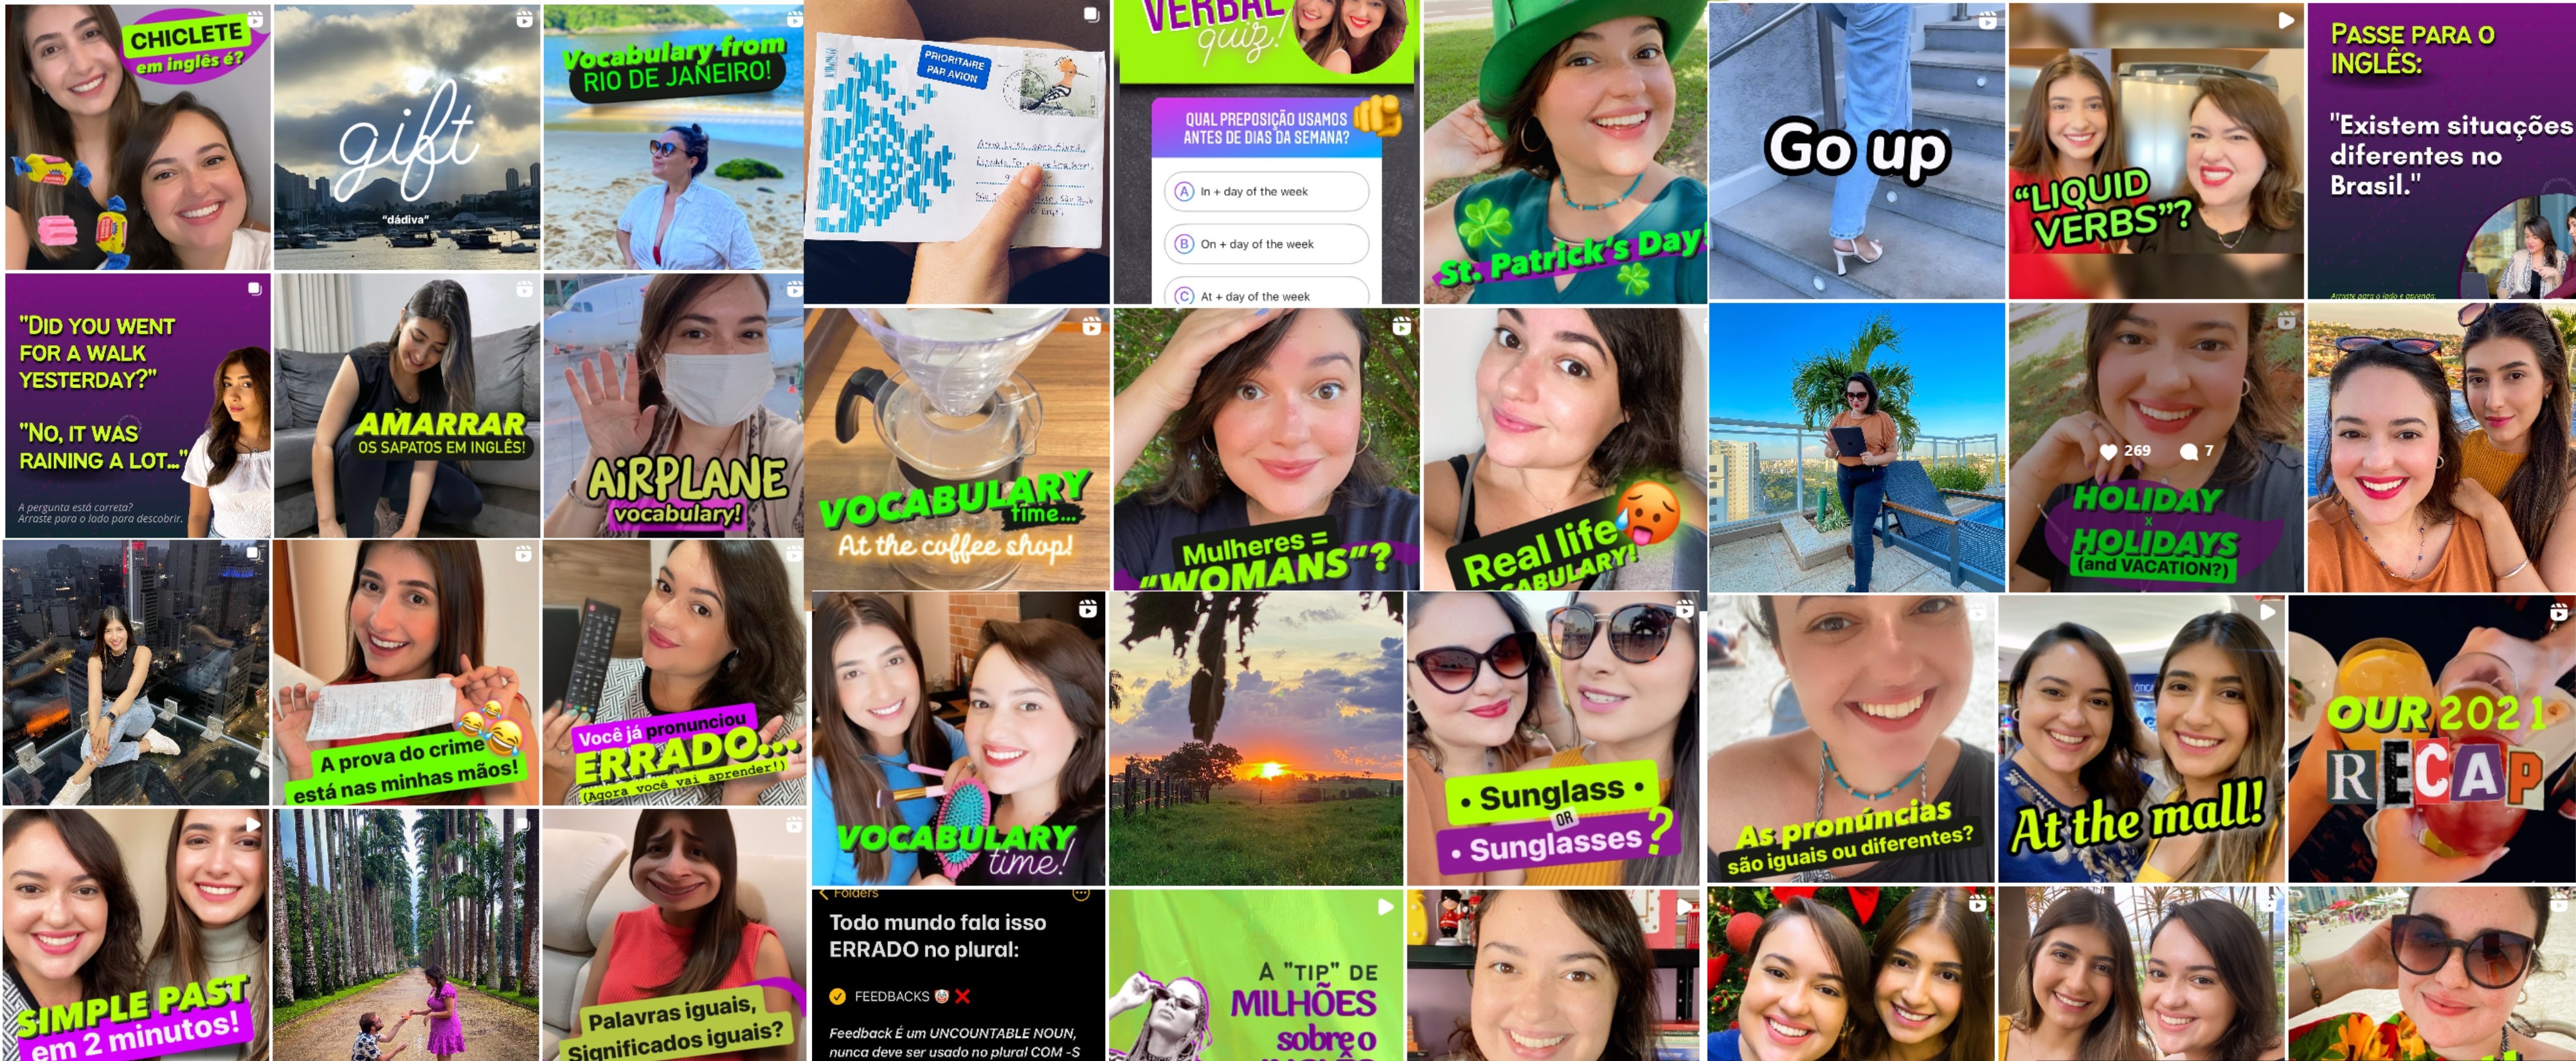 CHICLETE
em inglês é?
gift
"dádiva"
Vocabulary from
RIO DE JANEIRO!
PRIORITAIRE
PAR AVION
VERBAL
quiz!
QUAL PREPOSIÇÃO USAMOS
ANTES DE DIAS DA SEMANA?
A In + day of the week
B On + day of the week
C At + day of the week
St. Patrick's Day
Go up
"LIQUID
VERBS"?
PASSE PARA O
INGLÊS:
"Existem situações
diferentes no
Brasil."
Arraste para o lado e aprenda.
"DID YOU WENT
FOR A WALK
YESTERDAY?"
"NO, IT WAS
RAINING A LOT..."
A pergunta está correta?
Arraste para o lado para descobrir.
AMARRAR
OS SAPATOS EM INGLÊS!
AiRPLANE
vocabulary!
VOCABULARY
time...
At the coffee shop!
Mulheres =
"WOMANS"?
Real life
CABULARY!
269 7
HOLIDAY
x
HOLIDAYS
(and VACATION?)
A prova do crime
está nas minhas mãos!
Você já pronunciou
ERRADO...
(Agora você vai aprender!)
VOCABULARY
time!
• Sunglass •
OR
• Sunglasses ?
As pronúncias
são iguais ou diferentes?
At the mall!
OUR 2021
RECAP
SIMPLE PAST
em 2 minutos!
Palavras iguais,
Significados iguais?
Folders
Todo mundo fala isso
ERRADO no plural:
FEEDBACKS
Feedback É um UNCOUNTABLE NOUN,
nunca deve ser usado no plural COM -S
A "TIP" DE
MILHÕES
sobre o
INGLÊS